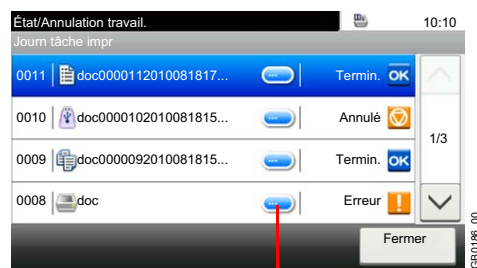 État/Annulation travail. 10:10
Journ tâche impr
0011 doc0000112010081817... Termin. OK
0010 doc0000102010081815... Annulé
0009 doc0000092010081815... Termin. OK
0008 doc Erreur
1/3
Fermer
GB0186_00